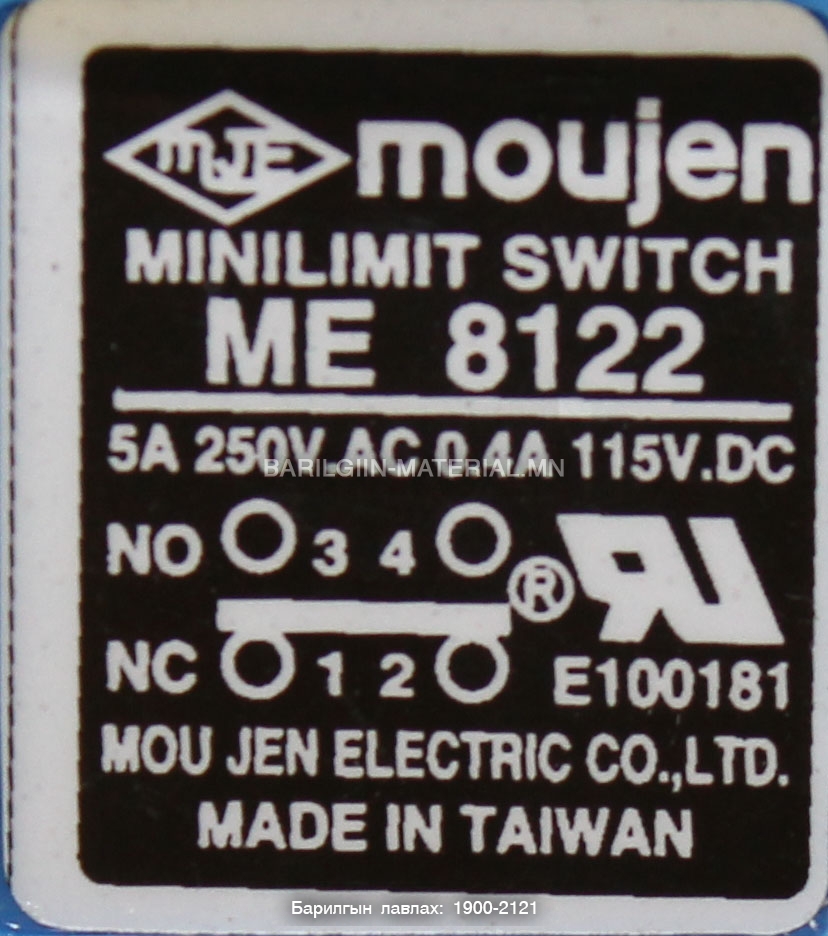 MJE moujen
MINILIMIT SWITCH
ME 8122
5A 250V.AC 0.4A 115V.DC
BARILGIIN-MATERIAL.MN
NO 3 4
® RU
NC 1 2 E100181
MOU JEN ELECTRIC CO.,LTD.
MADE IN TAIWAN
Барилгын лавлах: 1900-2121